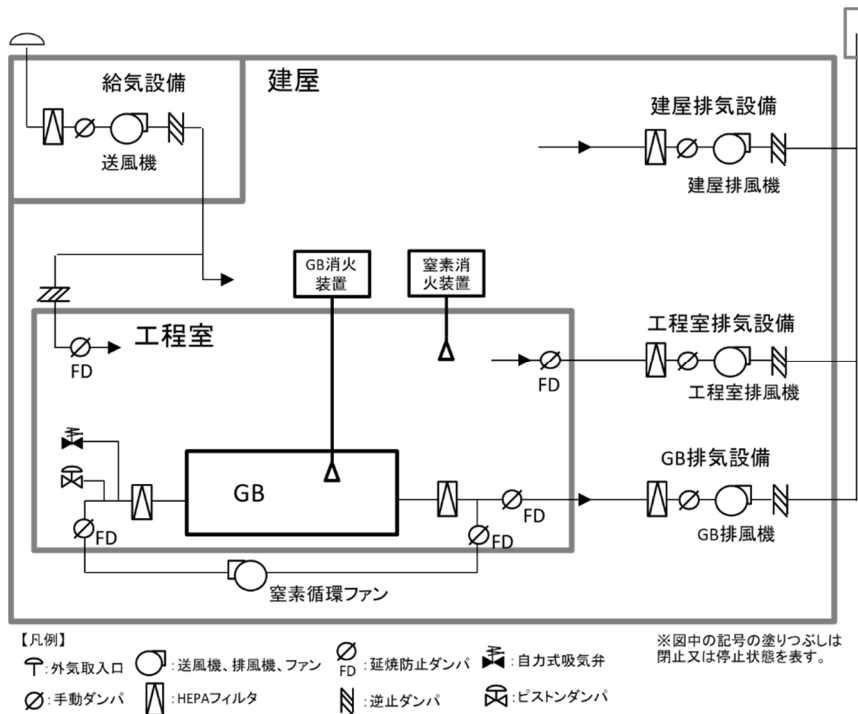 給気設備
送風機
建屋
建屋排気設備
建屋排風機
GB消火
装置
窒素消
火装置
工程室
FD
FD
工程室排気設備
工程室排風機
GB
FD
FD
FD
GB排気設備
GB排風機
窒素循環ファン
【凡例】
:外気取入口
:送風機、排風機、ファン
FD
:延焼防止ダンパ
:自力式吸気弁
:手動ダンパ
:HEPAフィルタ
:逆止ダンパ
:ピストンダンパ
※図中の記号の塗りつぶしは
閉止又は停止状態を表す。